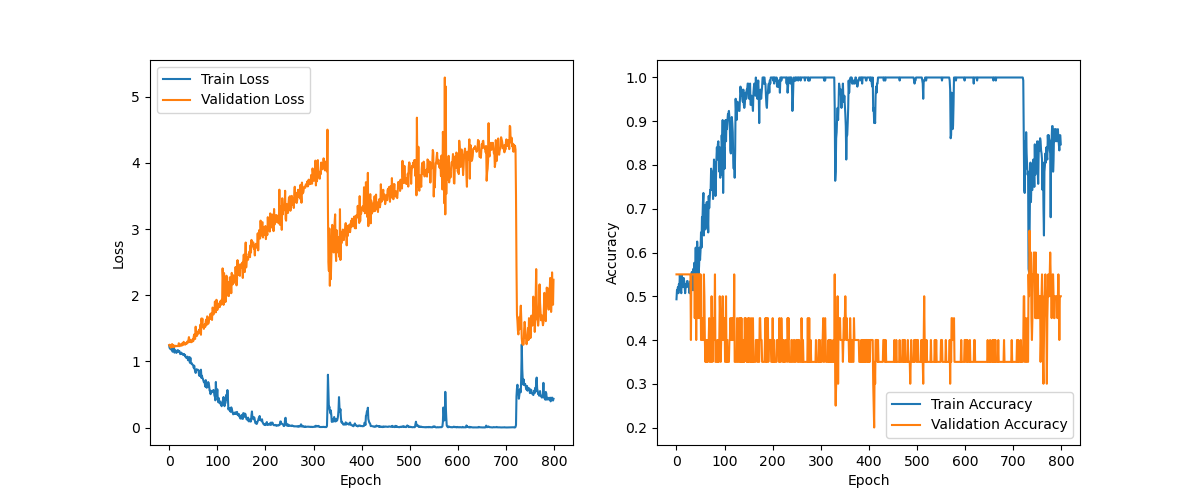 Train Loss
Validation Loss
5
4
3
2
1
0
Loss
0 100 200 300 400 500 600 700 800
Epoch
1.0
0.9
0.8
0.7
0.6
0.5
0.4
0.3
0.2
Accuracy
Train Accuracy
Validation Accuracy
0 100 200 300 400 500 600 700 800
Epoch